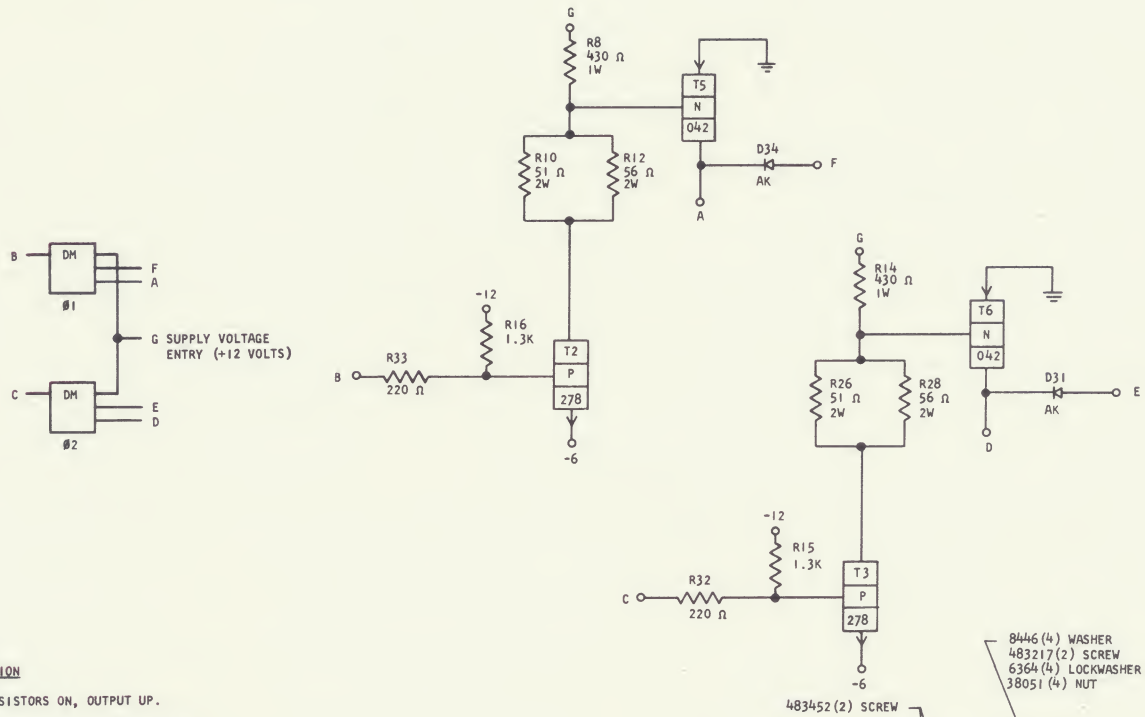 G
R8
430 Ω
1W
T5
N
042
R10
51 Ω
2W
R12
56 Ω
2W
D34
AK
F
A
B
DM
F
A
Ø1
G SUPPLY VOLTAGE
ENTRY (+12 VOLTS)
C
DM
E
D
Ø2
-12
R16
1.3K
R33
B
220 Ω
T2
P
278
-6
G
R14
430 Ω
1W
T6
N
042
R26
51 Ω
2W
R28
56 Ω
2W
D31
AK
E
D
-12
R15
1.3K
R32
C
220 Ω
T3
P
278
-6
ION
SISTORS ON, OUTPUT UP.
8446(4) WASHER
483217(2) SCREW
6364(4) LOCKWASHER
38051(4) NUT
483452(2) SCREW